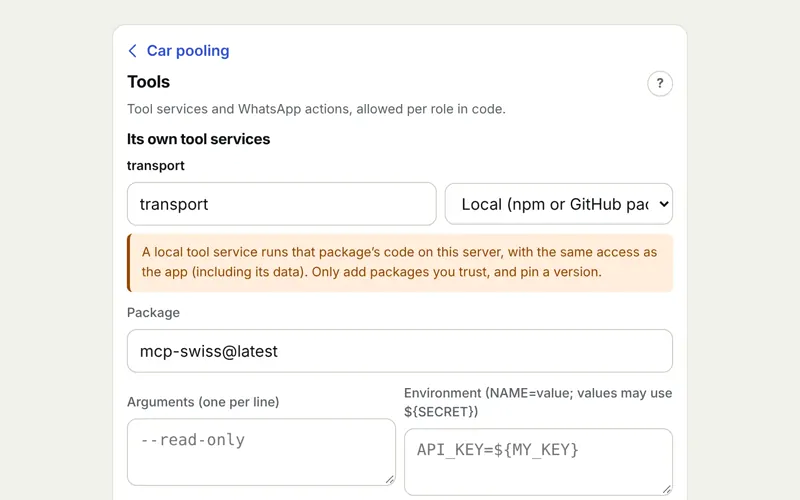 Car pooling
Tools
?
Tool services and WhatsApp actions, allowed per role in code.
Its own tool services
transport
transport
Local (npm or GitHub pac
A local tool service runs that package’s code on this server, with the same access as
the app (including its data). Only add packages you trust, and pin a version.
Package
mcp-swiss@latest
Arguments (one per line)
--read-only
Environment (NAME=value; values may use
${SECRET})
API_KEY=${MY_KEY}